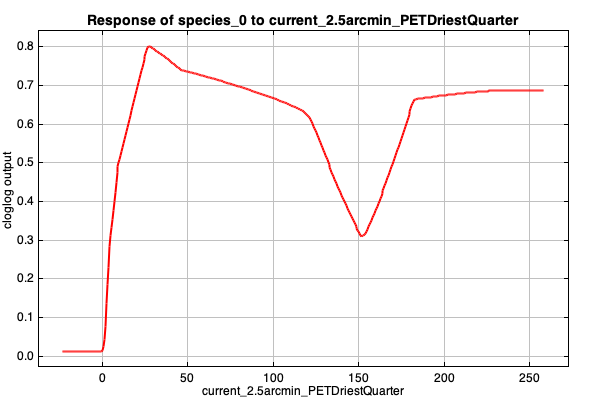 Response of species_0 to current_2.5arcmin_PETDriestQuarter
cloglog output
0.8
0.7
0.6
0.5
0.4
0.3
0.2
0.1
0.0
0 50 100 150 200 250
current_2.5arcmin_PETDriestQuarter